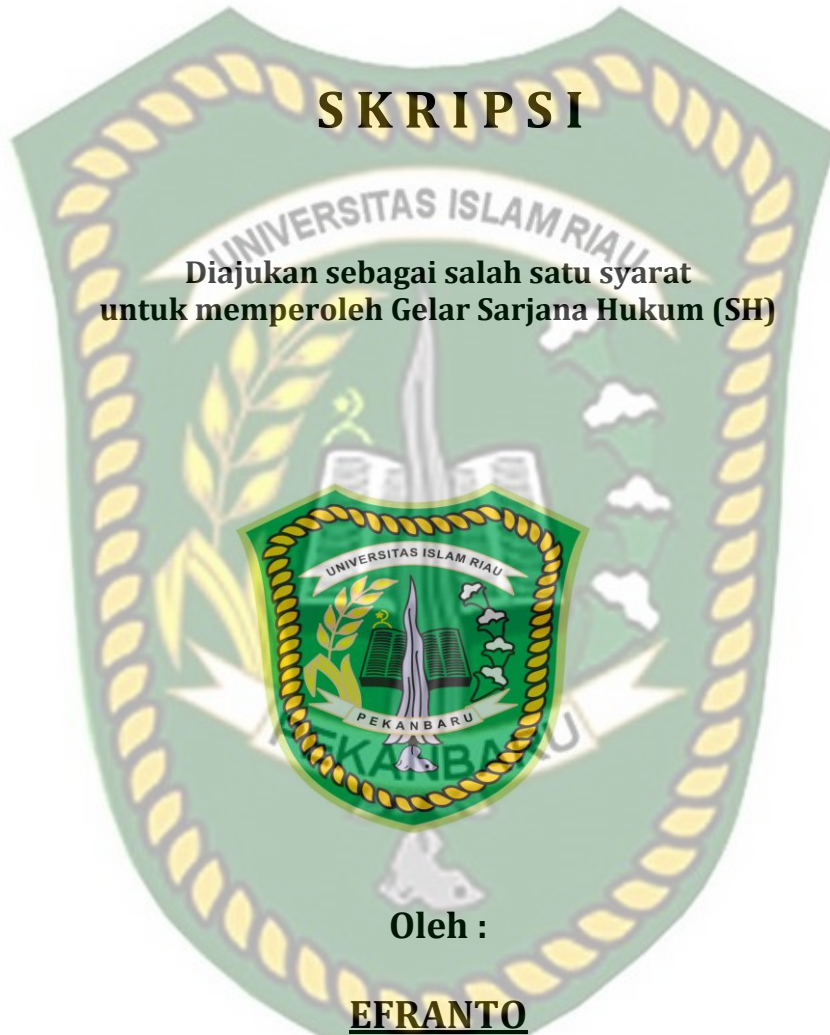 S K R I P S I
UNIVERSITAS ISLAM RIAU
Diajukan sebagai salah satu syarat
untuk memperoleh Gelar Sarjana Hukum (SH)
UNIVERSITAS ISLAM RIAU
PEKANBARU
PEKANBARU
Oleh :
EFRANTO